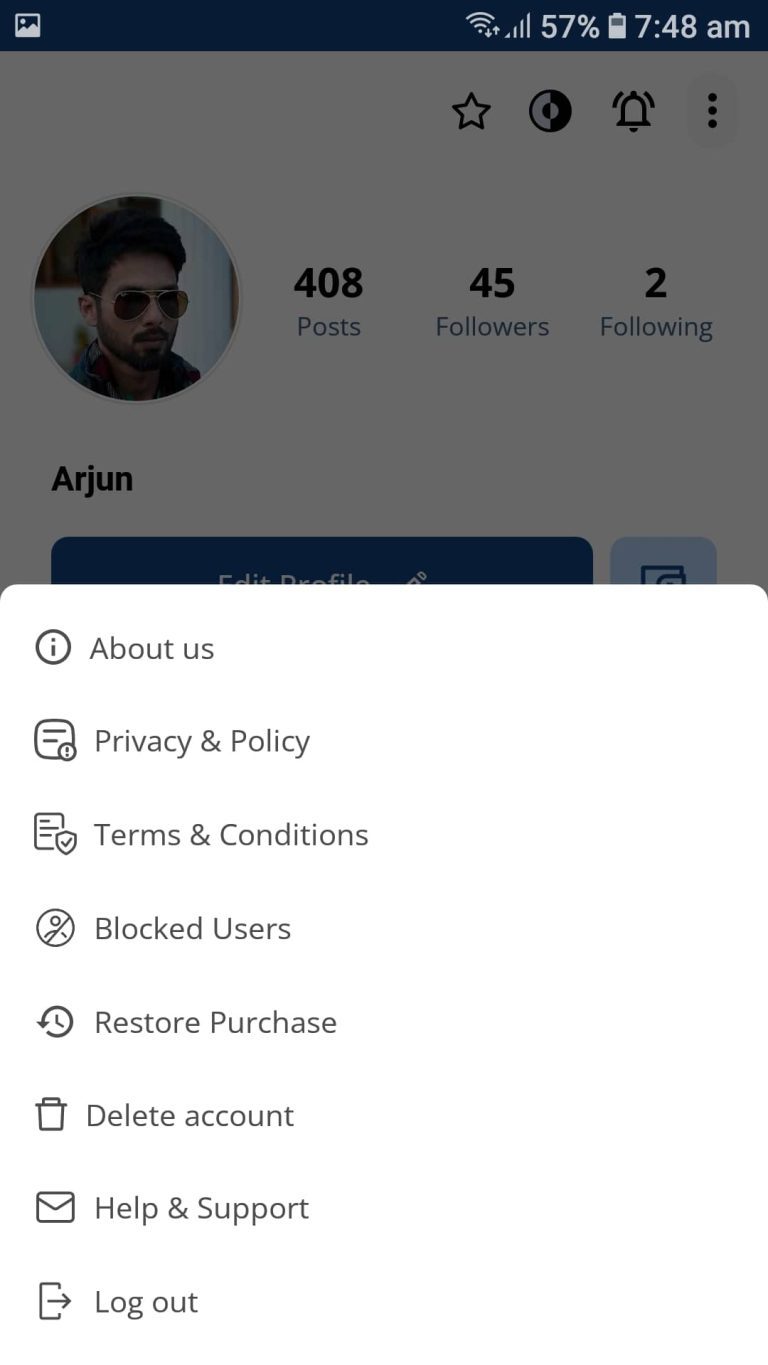 57% 7:48 am
408 45 2
Posts Followers Following
Arjun
Edit Profile
About us
Privacy & Policy
Terms & Conditions
Blocked Users
Restore Purchase
Delete account
Help & Support
Log out